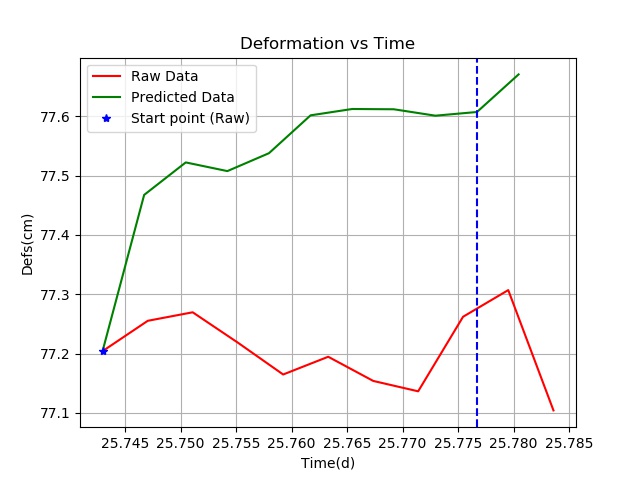 Deformation vs Time
Raw Data
Predicted Data
Start point (Raw)
77.6
77.5
77.4
77.3
77.2
77.1
Defs(cm)
25.745 25.750 25.755 25.760 25.765 25.770 25.775 25.780 25.785
Time(d)